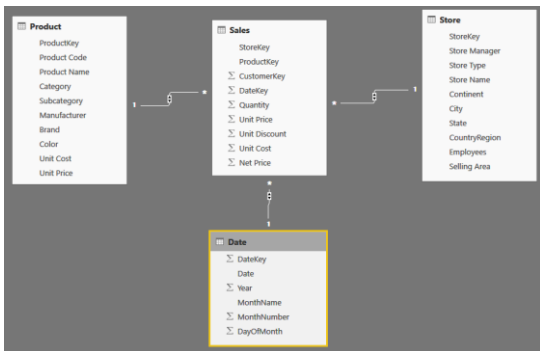 Product
ProductKey
Product Code
Product Name
Category
Subcategory
Manufacturer
Brand
Color
Unit Cost
Unit Price
1
*
Sales
StoreKey
ProductKey
∑ CustomerKey
∑ DateKey
∑ Quantity
∑ Unit Price
∑ Unit Discount
∑ Unit Cost
∑ Net Price
*
1
Store
StoreKey
Store Manager
Store Type
Store Name
Continent
City
State
CountryRegion
Employees
Selling Area
*
1
Date
∑ DateKey
Date
∑ Year
MonthName
∑ MonthNumber
∑ DayOfMonth